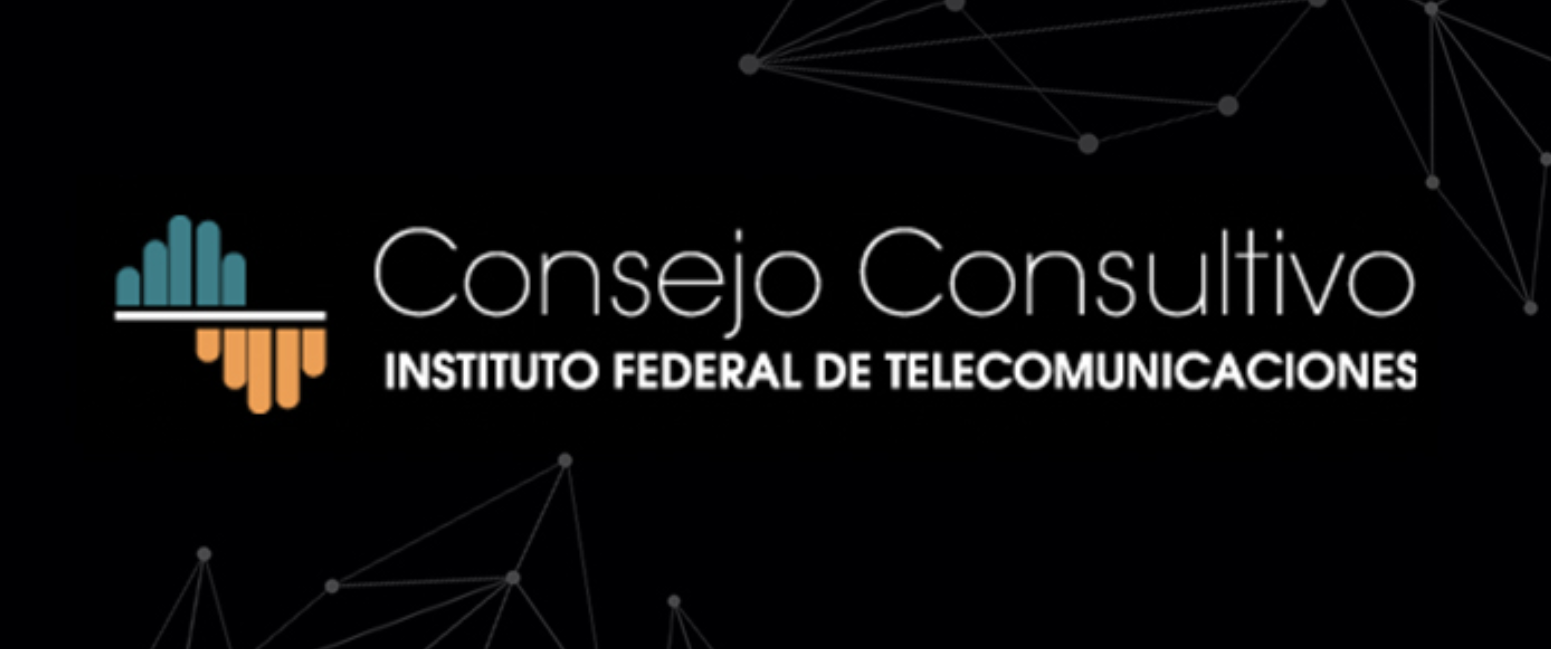 Consejo Consultivo
INSTITUTO FEDERAL DE TELECOMUNICACIONES